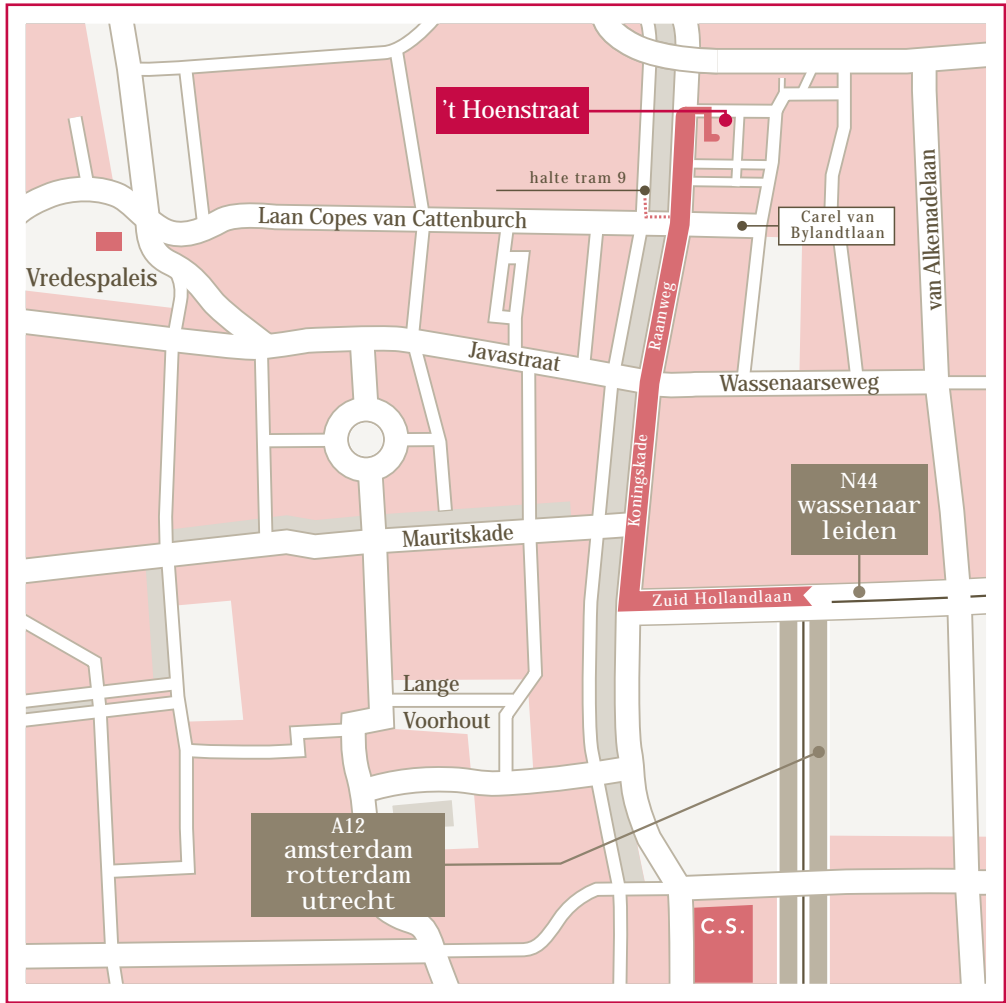 't Hoenstraat
halte tram 9
Laan Copes van Cattenburch
Carel van
Bylandtlaan
van Alkemadelaan
Vredespaleis
Raamweg
Javastraat
Wassenaarseweg
Koningskade
N44
wassenaar
leiden
Mauritskade
Zuid Hollandlaan
Lange
Voorhout
A12
amsterdam
rotterdam
utrecht
C.S.